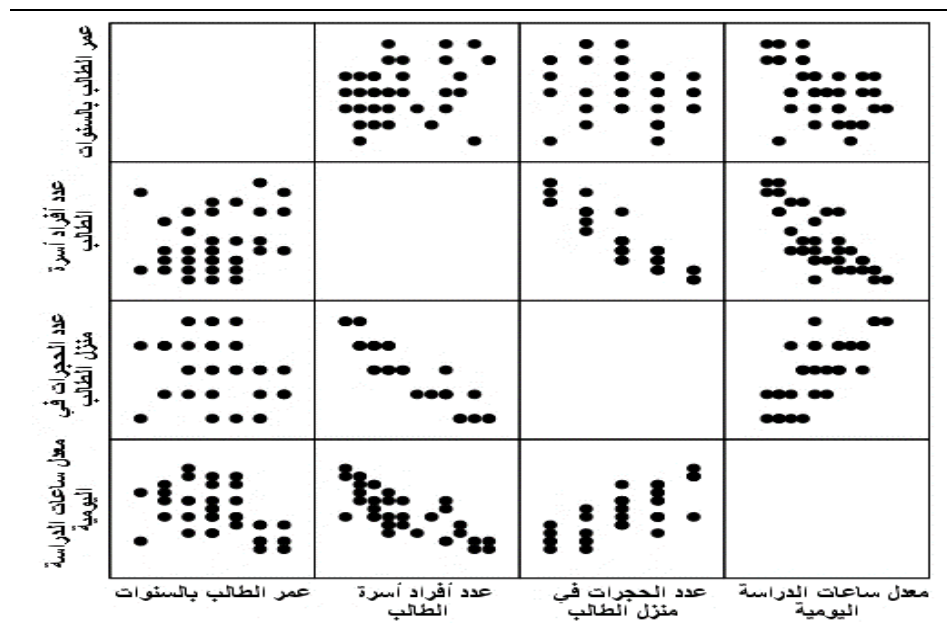 عمر الطالب بالسنوات
عدد أفراد أسرة
الطالب
عدد الحجرات في
منزل الطالب
معدل ساعات الدراسة
اليومية
عمر الطالب بالسنوات
عدد أفراد أسرة
الطالب
عدد الحجرات في
منزل الطالب
معدل ساعات الدراسة
اليومية